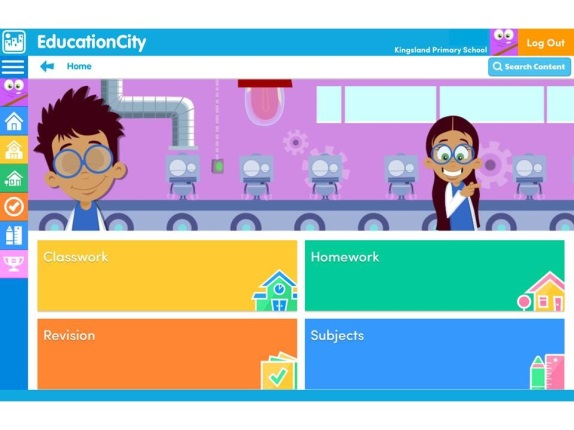 EducationCity
Kingsland Primary School
Log Out
Home
Search Content
Classwork
Homework
Revision
Subjects